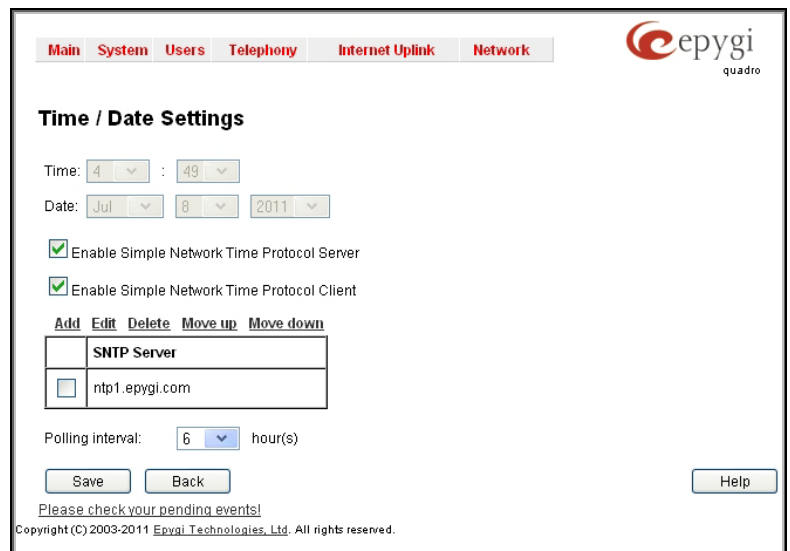 Main System Users Telephony Internet Uplink Network
epygi
quadro
Time / Date Settings
Time: 4 : 49
Date: Jul 8 2011
Enable Simple Network Time Protocol Server
Enable Simple Network Time Protocol Client
Add Edit Delete Move up Move down
SNTP Server
ntp1.epygi.com
Polling interval: 6 hour(s)
Save Back Help
Please check your pending events!
Copyright (C) 2003-2011 Epygi Technologies, Ltd. All rights reserved.